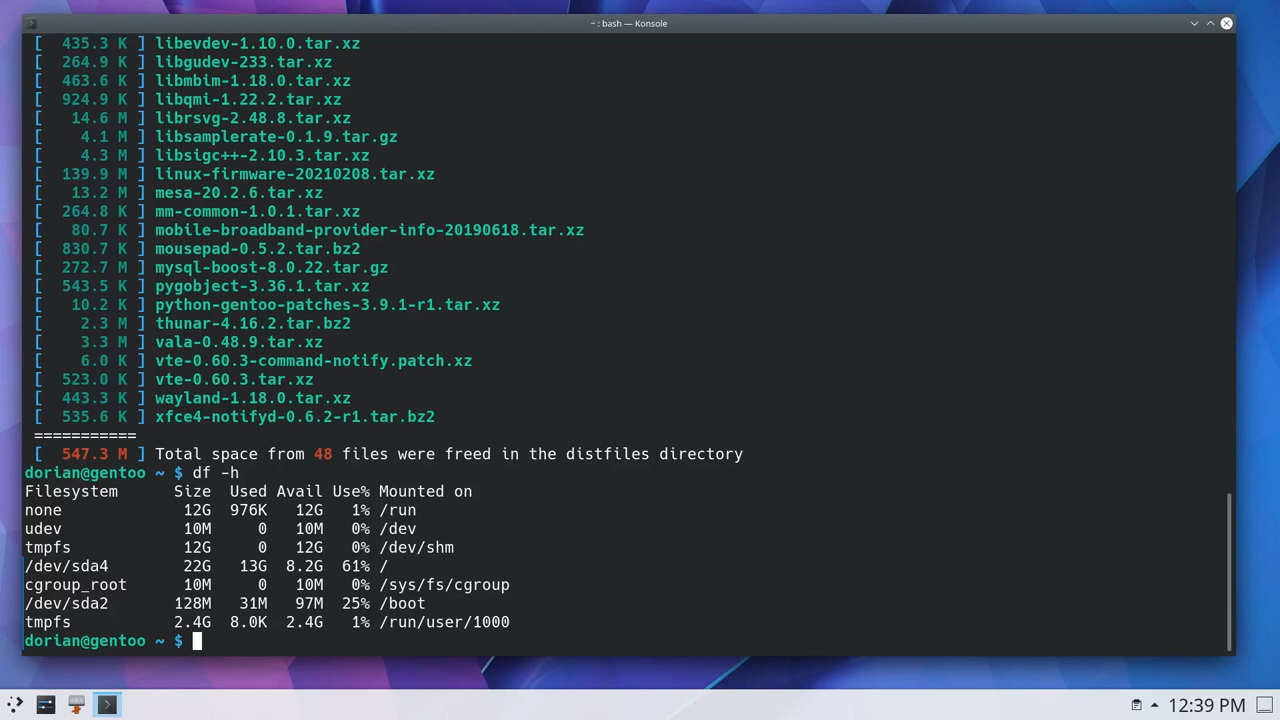 ~ : bash — Konsole
[  435.3 K ] libevdev-1.10.0.tar.xz
[  264.9 K ] libgudev-233.tar.xz
[  463.6 K ] libmbim-1.18.0.tar.xz
[  924.9 K ] libqmi-1.22.2.tar.xz
[   14.6 M ] librsvg-2.48.8.tar.xz
[    4.1 M ] libsamplerate-0.1.9.tar.gz
[    4.3 M ] libsigc++-2.10.3.tar.xz
[  139.9 M ] linux-firmware-20210208.tar.xz
[   13.2 M ] mesa-20.2.6.tar.xz
[  264.8 K ] mm-common-1.0.1.tar.xz
[   80.7 K ] mobile-broadband-provider-info-20190618.tar.xz
[  830.7 K ] mousepad-0.5.2.tar.bz2
[  272.7 M ] mysql-boost-8.0.22.tar.gz
[  543.5 K ] pygobject-3.36.1.tar.xz
[   10.2 K ] python-gentoo-patches-3.9.1-r1.tar.xz
[    2.3 M ] thunar-4.16.2.tar.bz2
[    3.3 M ] vala-0.48.9.tar.xz
[    6.0 K ] vte-0.60.3-command-notify.patch.xz
[  523.0 K ] vte-0.60.3.tar.xz
[  443.3 K ] wayland-1.18.0.tar.xz
[  535.6 K ] xfce4-notifyd-0.6.2-r1.tar.bz2
===========
[  547.3 M ] Total space from 48 files were freed in the distfiles directory
dorian@gentoo ~ $ df -h
Filesystem      Size  Used Avail Use% Mounted on
none             12G  976K   12G   1% /run
udev             10M     0   10M   0% /dev
tmpfs            12G     0   12G   0% /dev/shm
/dev/sda4        22G   13G  8.2G  61% /
cgroup_root      10M     0   10M   0% /sys/fs/cgroup
/dev/sda2       128M   31M   97M  25% /boot
tmpfs           2.4G  8.0K  2.4G   1% /run/user/1000
dorian@gentoo ~ $
12:39 PM